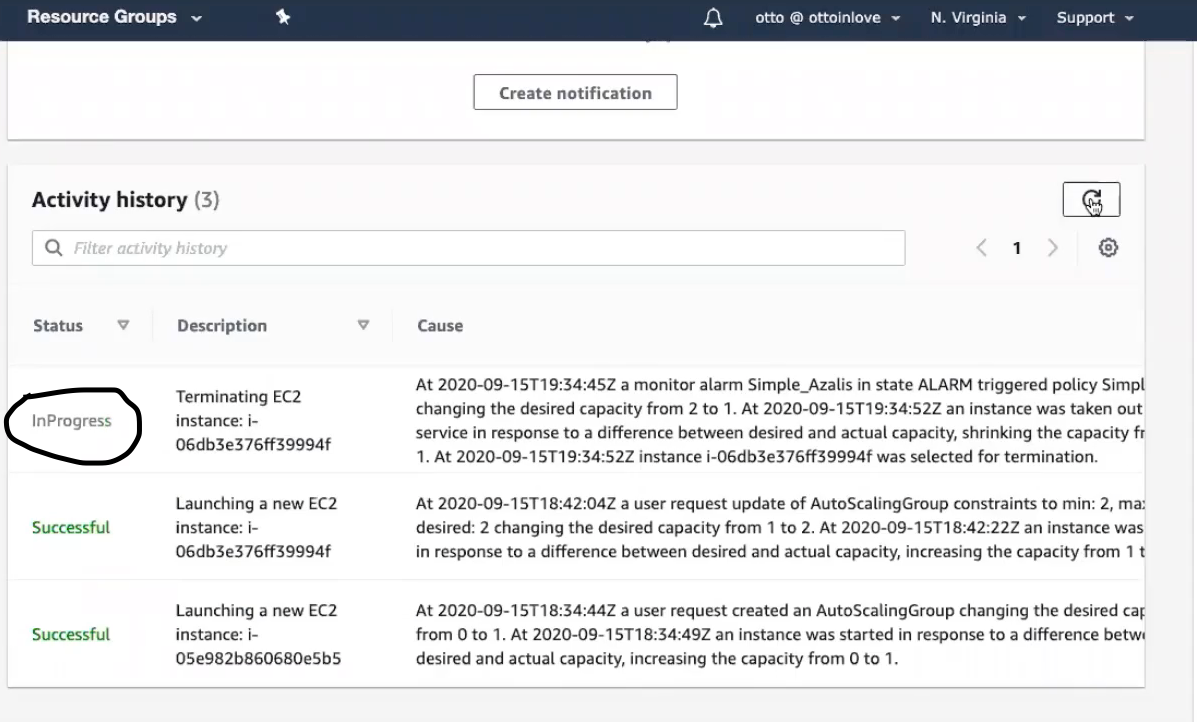 Resource Groups
otto @ ottoinlove
N. Virginia
Support
Create notification
Activity history (3)
Filter activity history
1
Status
Description
Cause
InProgress
Terminating EC2
instance: i-
06db3e376ff39994f
At 2020-09-15T19:34:45Z a monitor alarm Simple_Azalis in state ALARM triggered policy Simpl
changing the desired capacity from 2 to 1. At 2020-09-15T19:34:52Z an instance was taken out
service in response to a difference between desired and actual capacity, shrinking the capacity fr
1. At 2020-09-15T19:34:52Z instance i-06db3e376ff39994f was selected for termination.
Successful
Launching a new EC2
instance: i-
06db3e376ff39994f
At 2020-09-15T18:42:04Z a user request update of AutoScalingGroup constraints to min: 2, max
desired: 2 changing the desired capacity from 1 to 2. At 2020-09-15T18:42:22Z an instance was
in response to a difference between desired and actual capacity, increasing the capacity from 1 t
Successful
Launching a new EC2
instance: i-
05e982b860680e5b5
At 2020-09-15T18:34:44Z a user request created an AutoScalingGroup changing the desired cap
from 0 to 1. At 2020-09-15T18:34:49Z an instance was started in response to a difference betw
desired and actual capacity, increasing the capacity from 0 to 1.